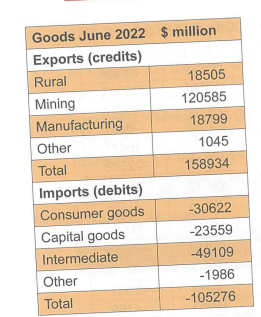 Goods June 2022 $ million
Exports (credits)
Rural 18505
Mining 120585
Manufacturing 18799
Other 1045
Total 158934
Imports (debits)
Consumer goods -30622
Capital goods -23559
Intermediate -49109
Other -1986
Total -105276